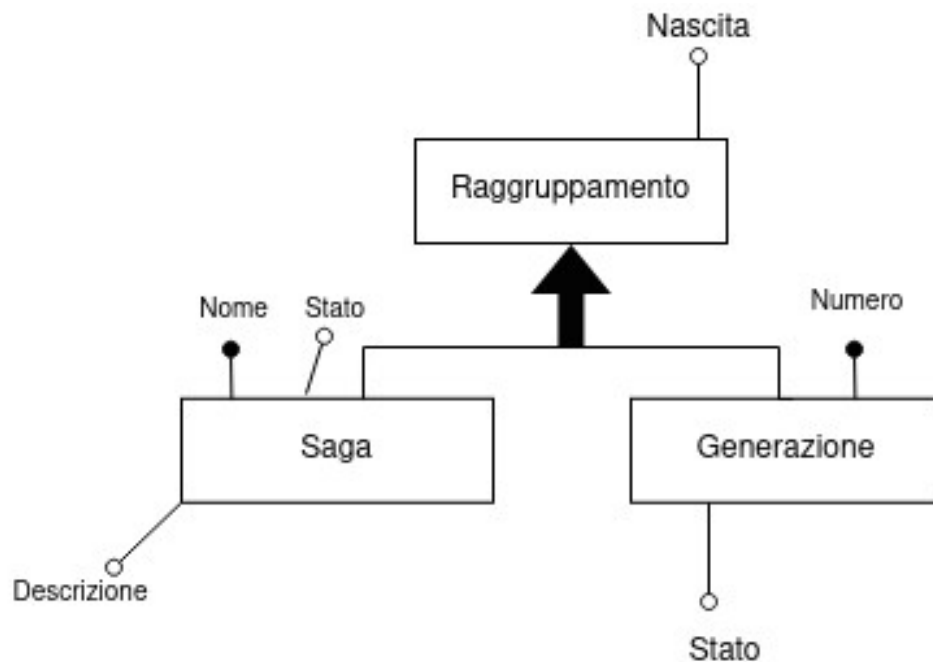 Nascita
Raggruppamento
Nome
Stato
Numero
Saga
Generazione
Descrizione
Stato